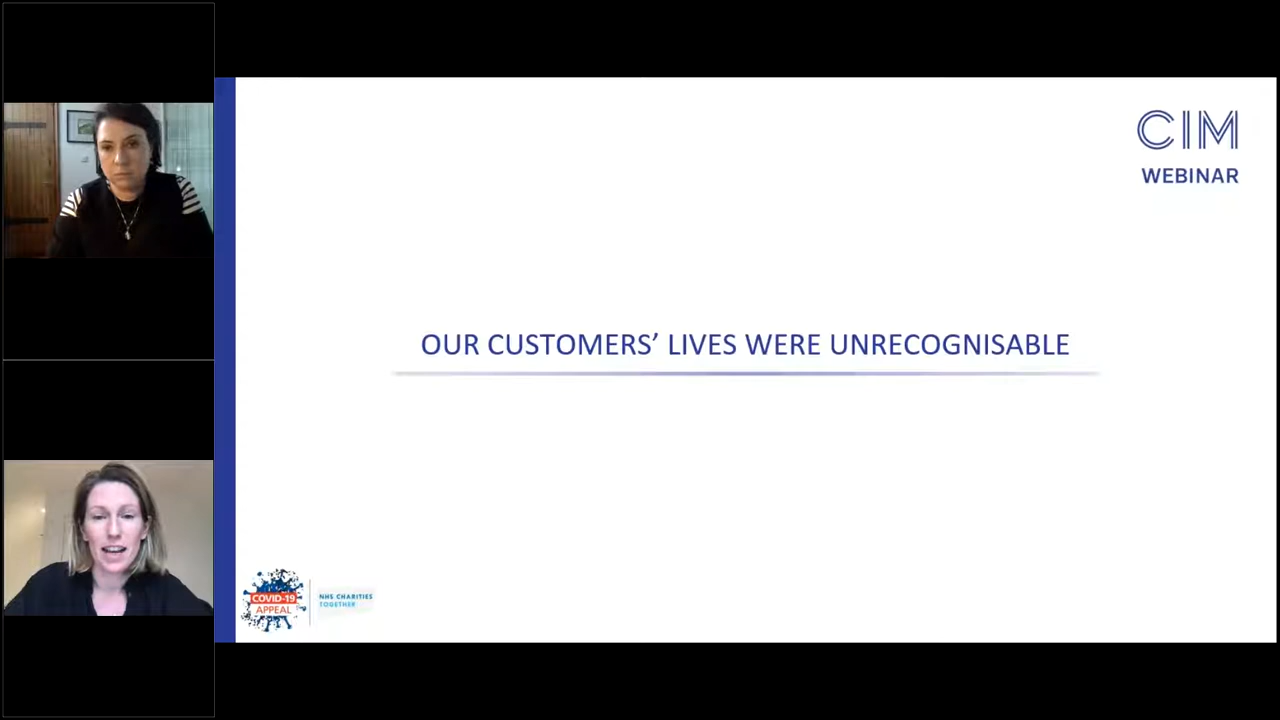 CIM
WEBINAR
OUR CUSTOMERS’ LIVES WERE UNRECOGNISABLE
COVID-19
APPEAL
NHS CHARITIES
TOGETHER